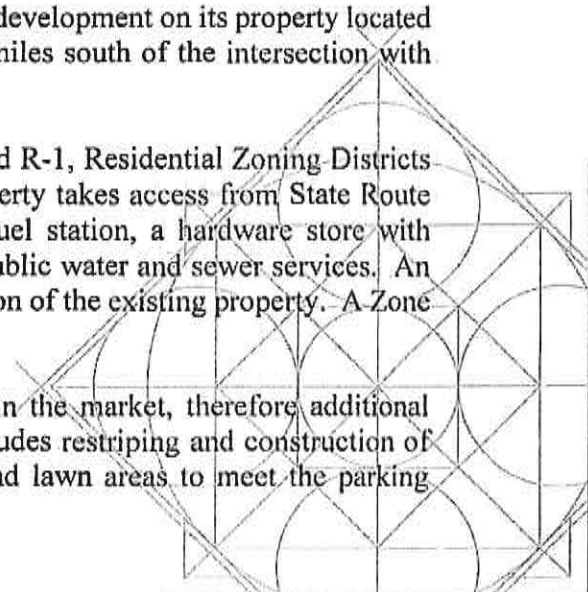 development on its property located
miles south of the intersection with
R-1, Residential Zoning Districts
erty takes access from State Route
uel station, a hardware store with
ublic water and sewer services. An
on of the existing property. A Zone
in the market, therefore additional
udes restriping and construction of
nd lawn areas to meet the parking